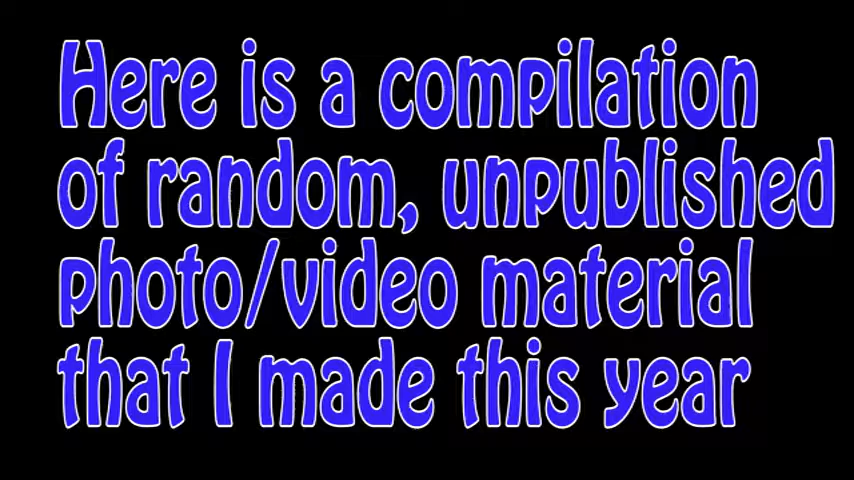 Here is a compilation
of random, unpublished
photo/video material
that I made this year